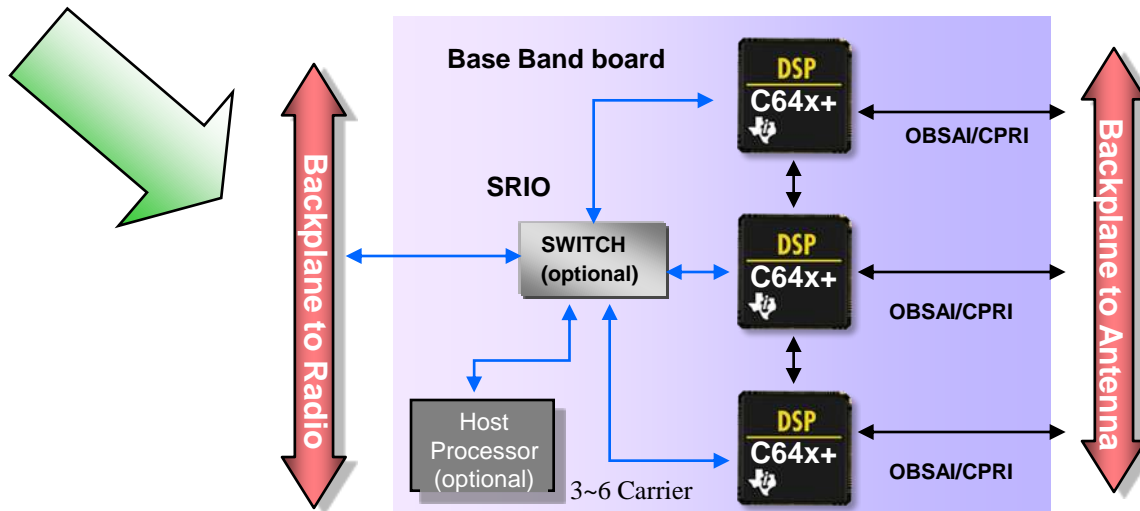 Base Band board
DSP
C64x+
OBSAI/CPRI
SRIO
Backplane to Radio
Backplane to Antenna
SWITCH
(optional)
DSP
C64x+
OBSAI/CPRI
Host
Processor
(optional)
3~6 Carrier
DSP
C64x+
OBSAI/CPRI